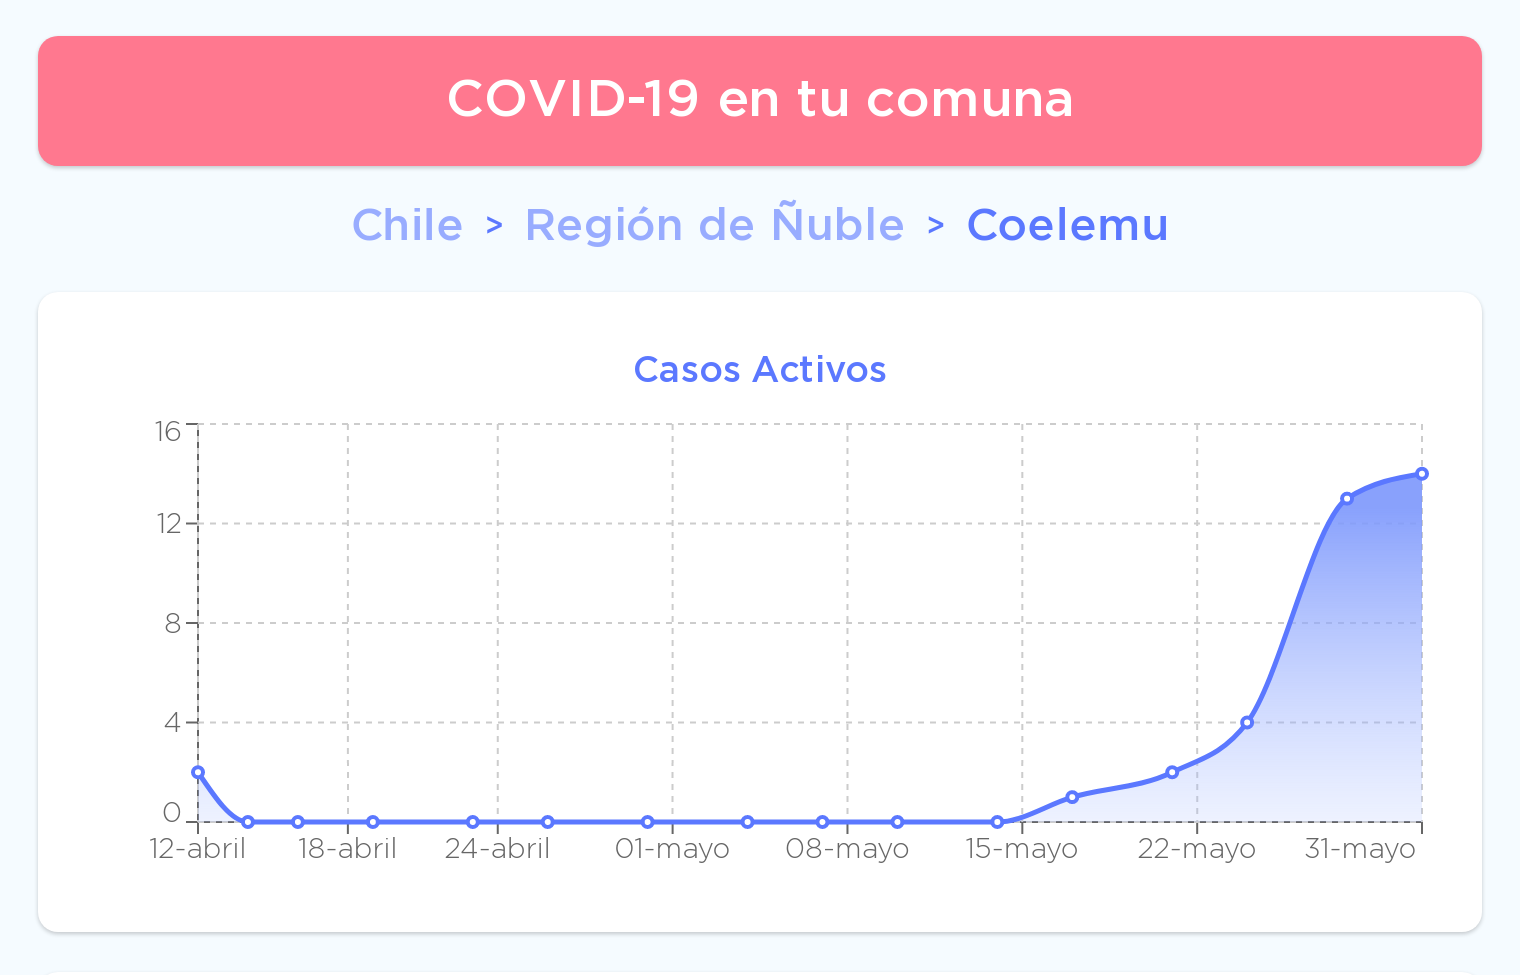 COVID-19 en tu comuna
Chile > Región de Ñuble > Coelemu
Casos Activos
16
12
8
4
0
12-abril 18-abril 24-abril 01-mayo 08-mayo 15-mayo 22-mayo 31-mayo